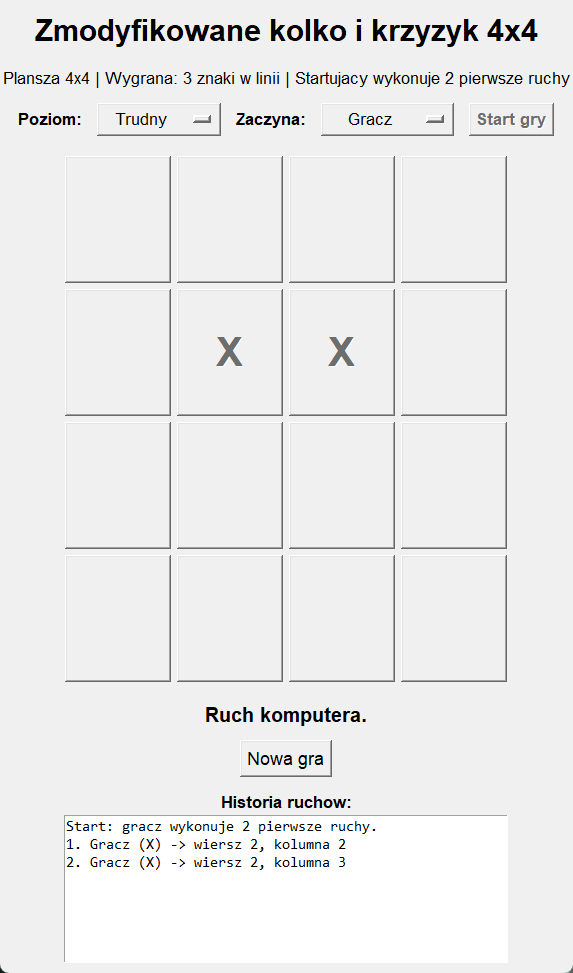 Zmodyfikowane kolko i krzyzyk 4x4
Plansza 4x4 | Wygrana: 3 znaki w linii | Startujacy wykonuje 2 pierwsze ruchy
Poziom: Trudny Zaczyna: Gracz Start gry
X X
Ruch komputera.
Nowa gra
Historia ruchow:
Start: gracz wykonuje 2 pierwsze ruchy.
1. Gracz (X) -> wiersz 2, kolumna 2
2. Gracz (X) -> wiersz 2, kolumna 3